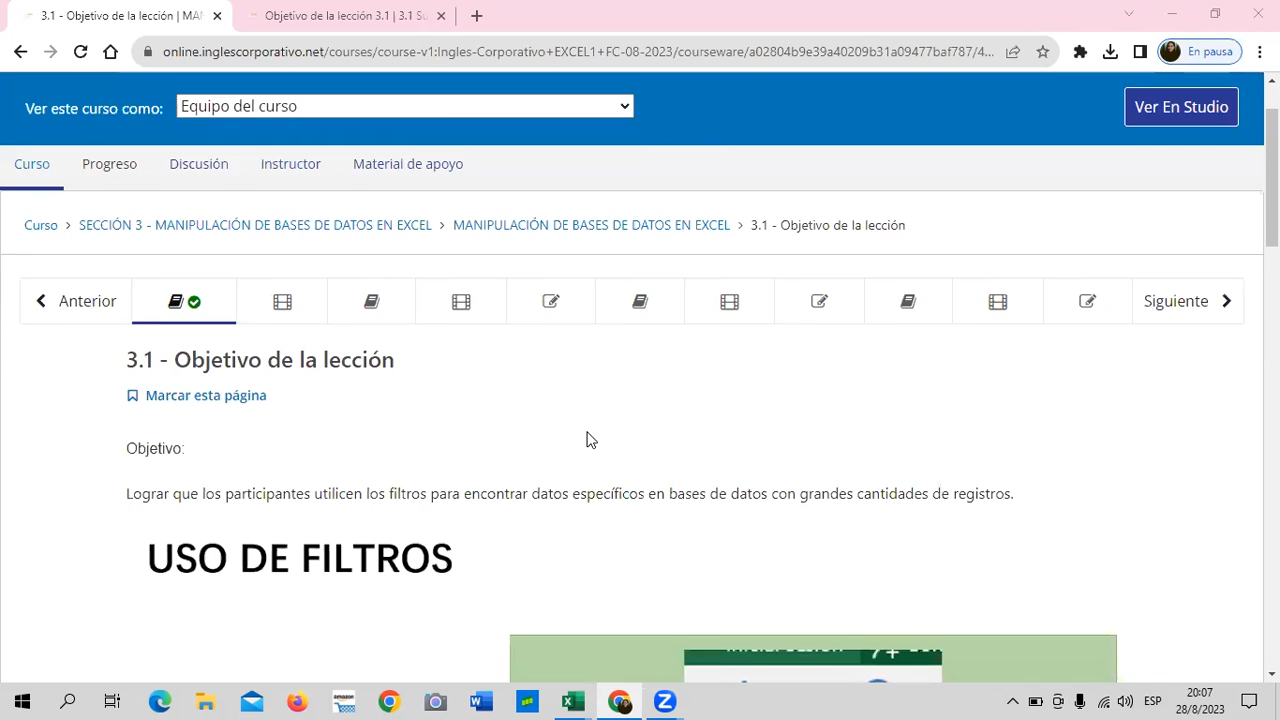 3.1 - Objetivo de la lección | MAN
Objetivo de la lección 3.1 | 3.1 Su
online.inglescorporativo.net/courses/course-v1:Ingles-Corporativo+EXCEL1+FC-08-2023/courseware/a02804b9e39a40209b31a09477baf787/4...
En pausa
Ver este curso como:
Equipo del curso
Ver En Studio
Curso
Progreso
Discusión
Instructor
Material de apoyo
Curso > SECCIÓN 3 - MANIPULACIÓN DE BASES DE DATOS EN EXCEL > MANIPULACIÓN DE BASES DE DATOS EN EXCEL > 3.1 - Objetivo de la lección
Anterior
Siguiente
3.1 - Objetivo de la lección
Marcar esta página
Objetivo:
Lograr que los participantes utilicen los filtros para encontrar datos específicos en bases de datos con grandes cantidades de registros.
USO DE FILTROS
amazon
ESP
20:07
28/8/2023